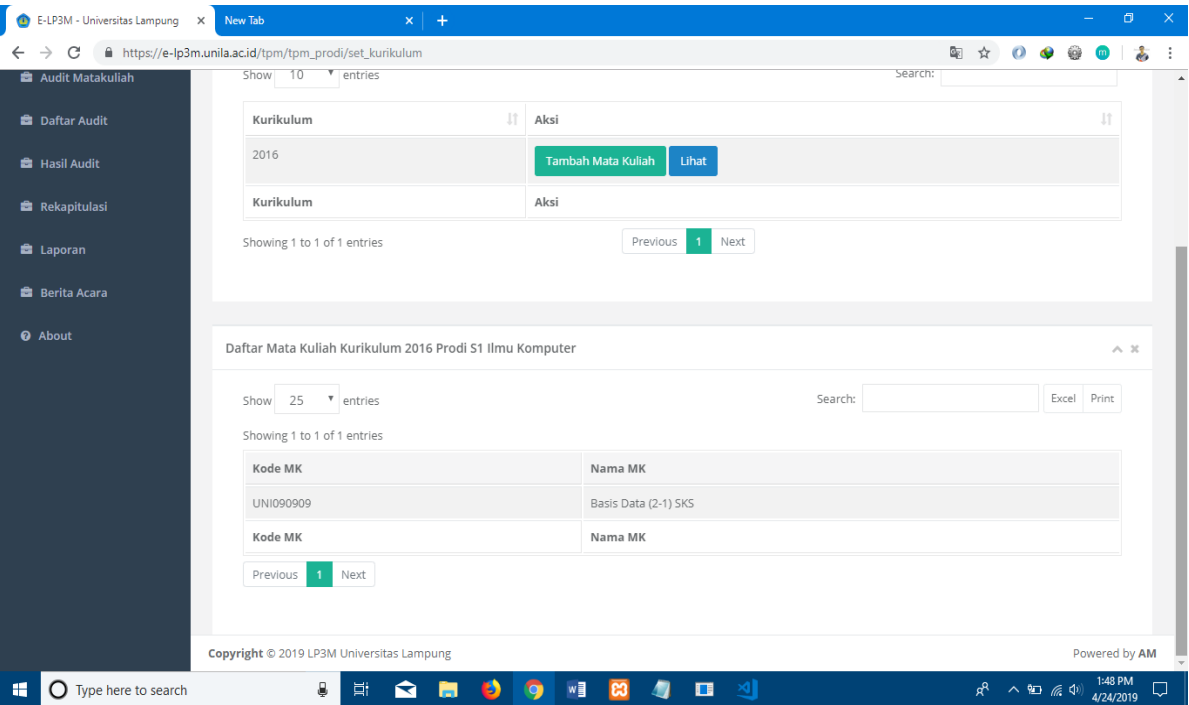 E-LP3M - Universitas Lampung
New Tab
https://e-lp3m.unila.ac.id/tpm/tpm_prodi/set_kurikulum
Audit Matakuliah
Daftar Audit
Hasil Audit
Rekapitulasi
Laporan
Berita Acara
About
Show 10 entries
Search:
Kurikulum Aksi
2016 Tambah Mata Kuliah Lihat
Kurikulum Aksi
Showing 1 to 1 of 1 entries
Previous 1 Next
Daftar Mata Kuliah Kurikulum 2016 Prodi S1 Ilmu Komputer
Show 25 entries
Search:
Excel Print
Showing 1 to 1 of 1 entries
Kode MK Nama MK
UNI090909 Basis Data (2-1) SKS
Kode MK Nama MK
Previous 1 Next
Copyright © 2019 LP3M Universitas Lampung
Powered by AM
Type here to search
1:48 PM
4/24/2019